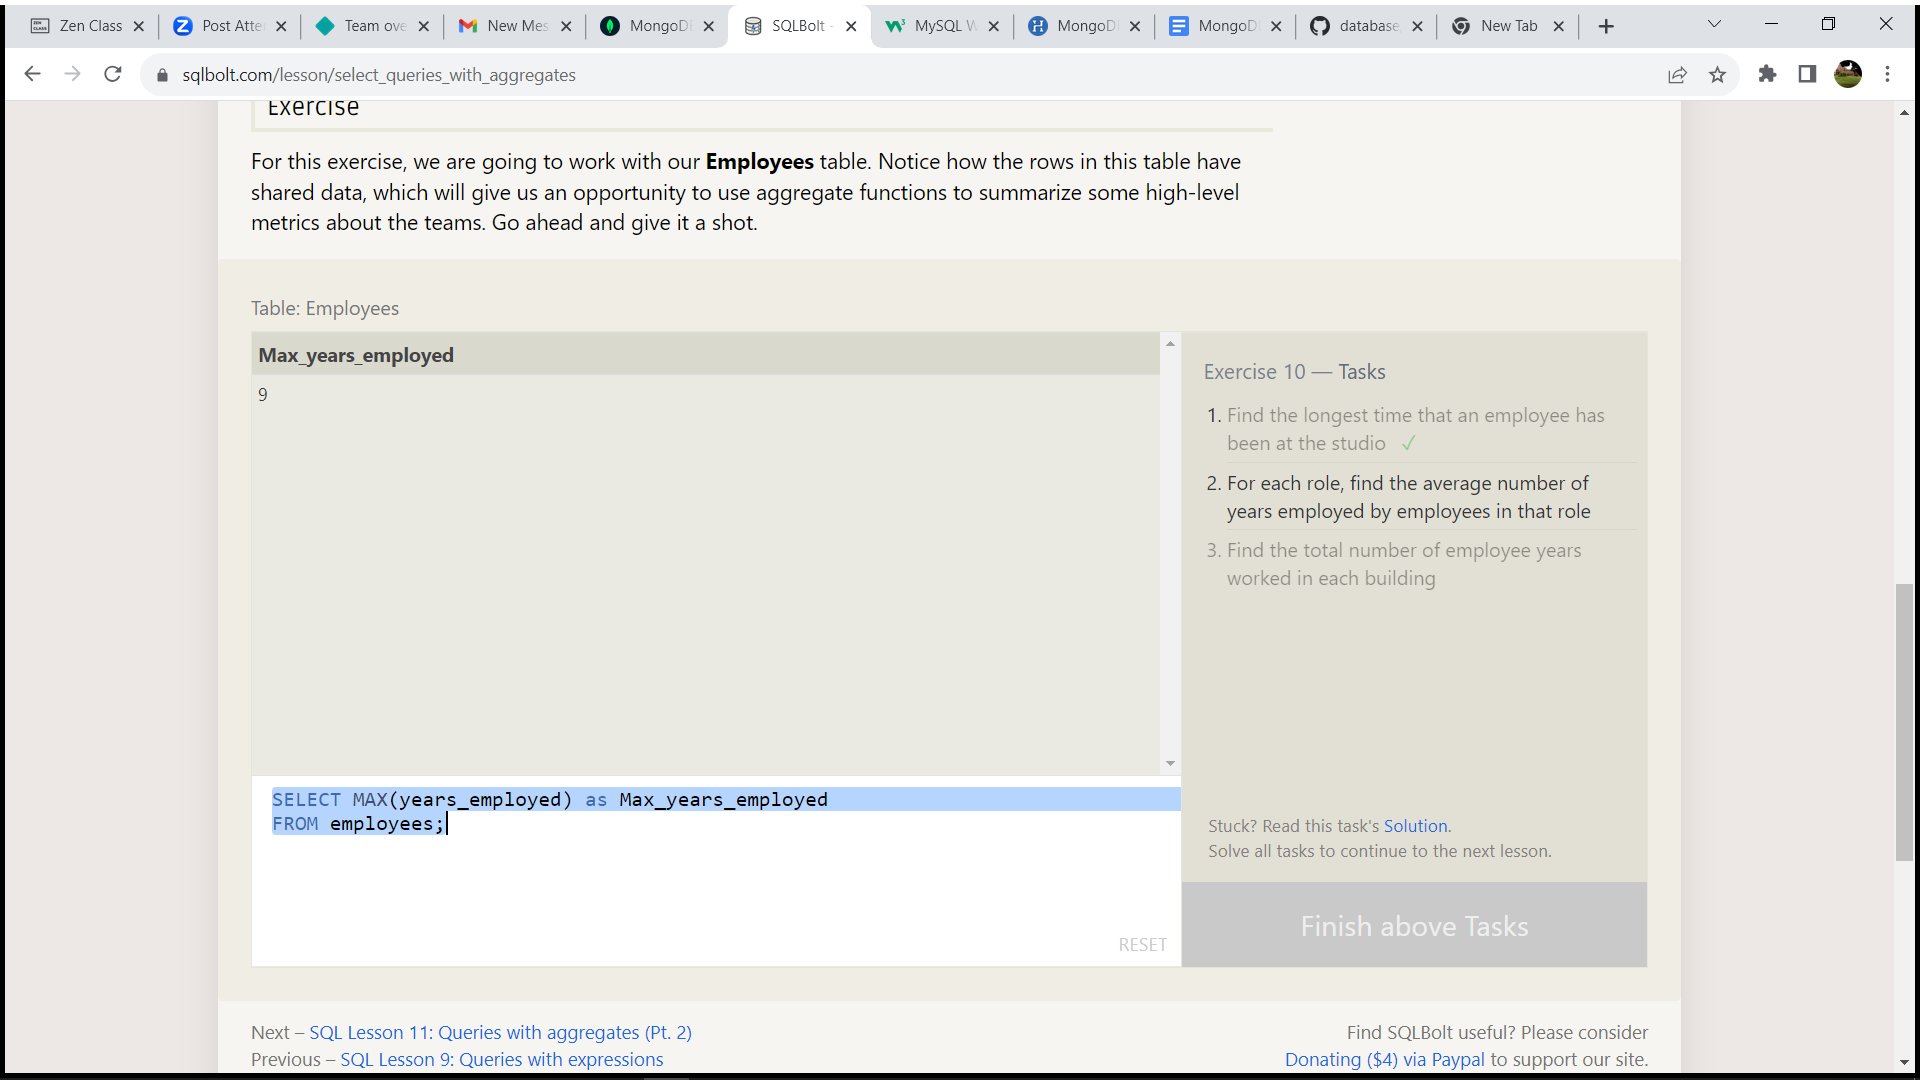 Zen Class
Post Atte
Team ove
New Mes
MongoD
SQLBolt -
MySQL W
MongoD
MongoD
database
New Tab
sqlbolt.com/lesson/select_queries_with_aggregates
Exercise
For this exercise, we are going to work with our Employees table. Notice how the rows in this table have
shared data, which will give us an opportunity to use aggregate functions to summarize some high-level
metrics about the teams. Go ahead and give it a shot.
Table: Employees
Max_years_employed
9
Exercise 10 — Tasks
1. Find the longest time that an employee has
been at the studio ✓
2. For each role, find the average number of
years employed by employees in that role
3. Find the total number of employee years
worked in each building
SELECT MAX(years_employed) as Max_years_employed
FROM employees;
RESET
Stuck? Read this task's Solution.
Solve all tasks to continue to the next lesson.
Finish above Tasks
Next – SQL Lesson 11: Queries with aggregates (Pt. 2)
Previous – SQL Lesson 9: Queries with expressions
Find SQLBolt useful? Please consider
Donating ($4) via Paypal to support our site.